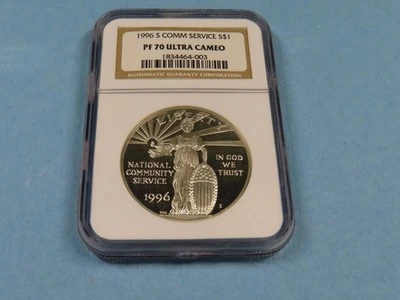 1996 S COMM SERVICE S$1
PF 70 ULTRA CAMEO
1834464-003
NUMISMATIC GUARANTY CORPORATION
LIBERTY
NATIONAL
COMMUNITY
SERVICE
IN GOD
WE
TRUST
1996
S